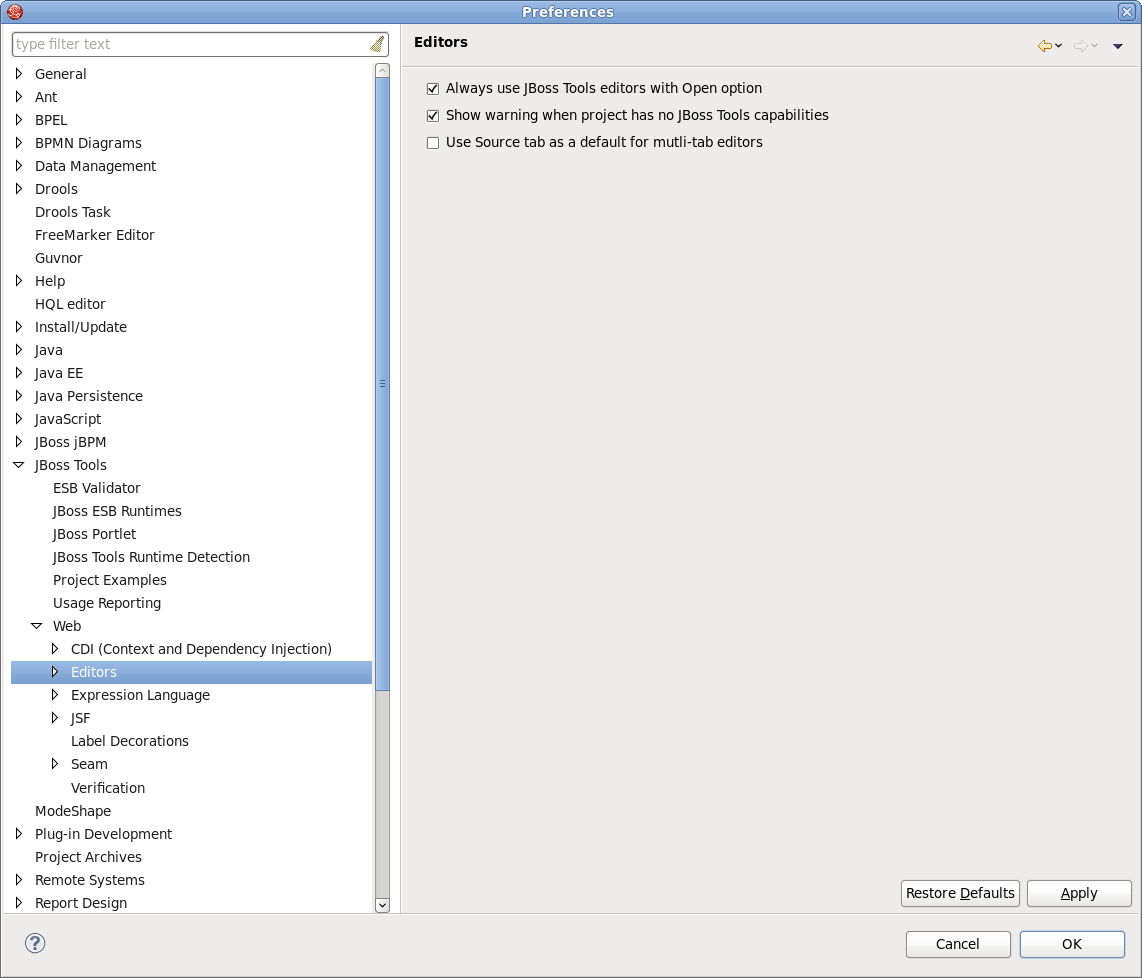 Preferences
type filter text
General
Ant
BPEL
BPMN Diagrams
Data Management
Drools
Drools Task
FreeMarker Editor
Guvnor
Help
HQL editor
Install/Update
Java
Java EE
Java Persistence
JavaScript
JBoss jBPM
JBoss Tools
ESB Validator
JBoss ESB Runtimes
JBoss Portlet
JBoss Tools Runtime Detection
Project Examples
Usage Reporting
Web
CDI (Context and Dependency Injection)
Editors
Expression Language
JSF
Label Decorations
Seam
Verification
ModeShape
Plug-in Development
Project Archives
Remote Systems
Report Design
Editors
Always use JBoss Tools editors with Open option
Show warning when project has no JBoss Tools capabilities
Use Source tab as a default for mutli-tab editors
Restore Defaults
Apply
?
Cancel
OK